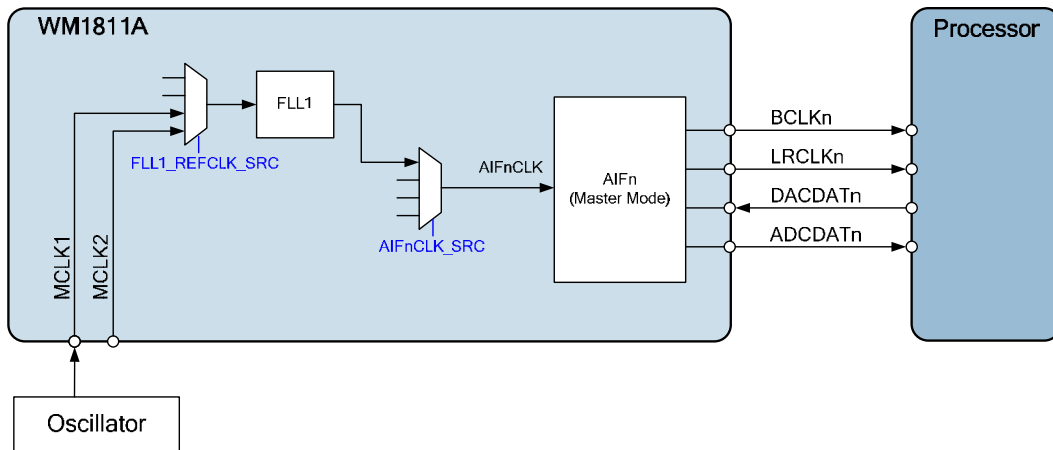 WM1811A
Processor
FLL1
FLL1_REFCLK_SRC
AIFnCLK
AIFnCLK_SRC
AIFn
(Master Mode)
BCLKn
LRCLKn
DACDATn
ADCDATn
MCLK1
MCLK2
Oscillator